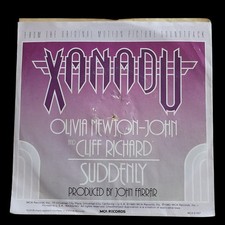 FROM THE ORIGINAL MOTION PICTURE SOUNDTRACK
XANADU
OLIVIA NEWTON-JOHN
AND CLIFF RICHARD
SUDDENLY
PRODUCED BY JOHN FARRAR
MCA RECORDS